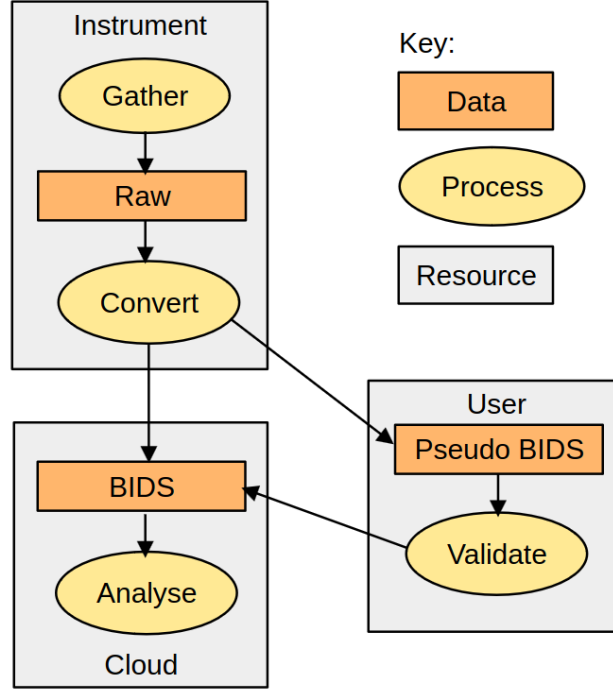 Instrument
Gather
Raw
Convert
Key:
Data
Process
Resource
User
Pseudo BIDS
Validate
BIDS
Analyse
Cloud